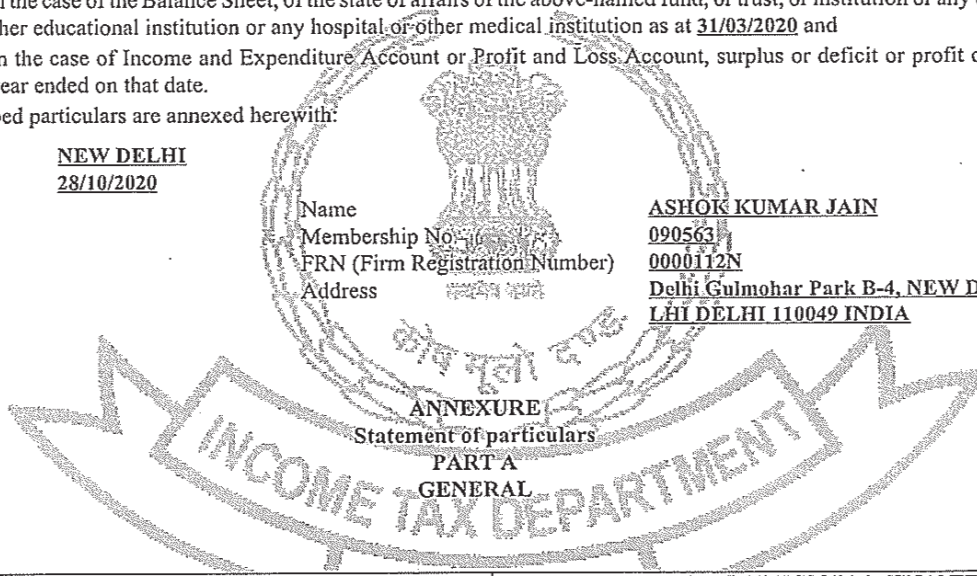 n the case of the Balance Sheet, of the state of affairs of the above-named fund, or trust, or institution or any
her educational institution or any hospital or other medical institution as at 31/03/2020 and
n the case of Income and Expenditure Account or Profit and Loss Account, surplus or deficit or profit
ear ended on that date.
bed particulars are annexed herewith:
NEW DELHI
28/10/2020
Name ASHOK KUMAR JAIN
Membership No. 090563
FRN (Firm Registration Number) 0000112N
Address Delhi Gulmohar Park B-4, NEW D
LHI DELHI 110049 INDIA
सत्यमेव जयते
कोष मूलो दण्ड
ANNEXURE
Statement of particulars
PART A
GENERAL
INCOME TAX DEPARTMENT